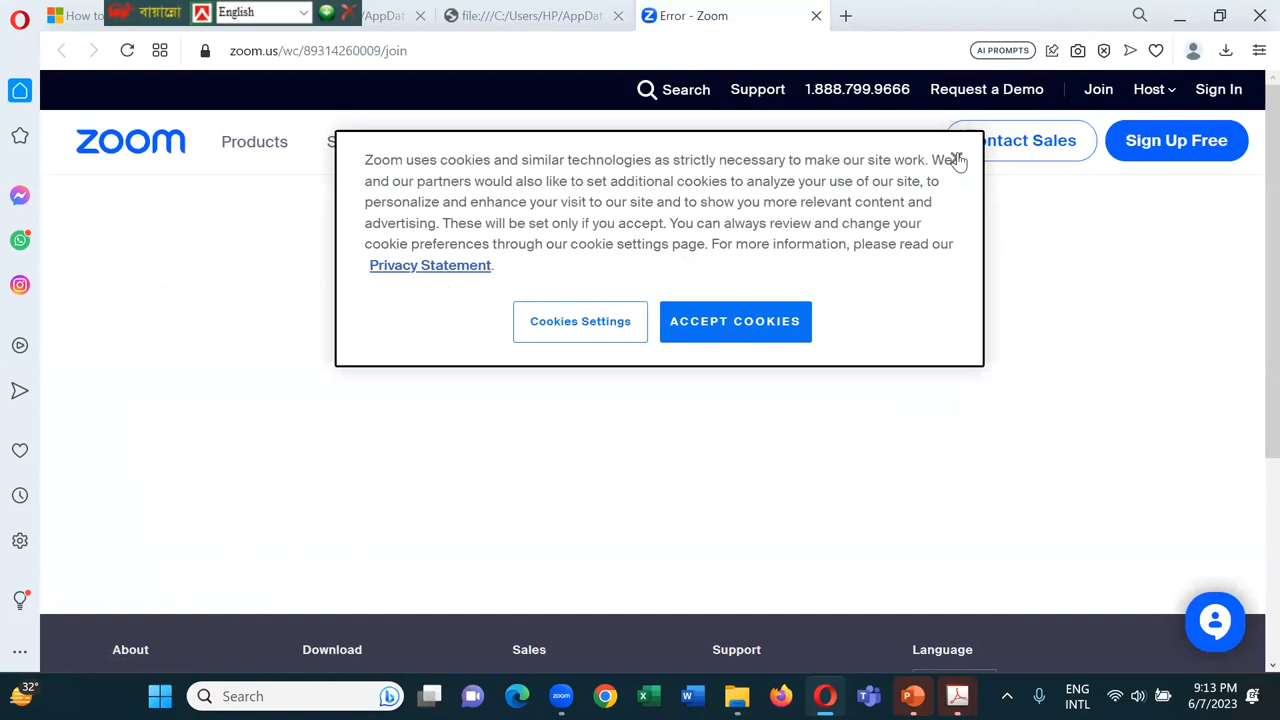 How to
বায়ান্নো
English
/AppDat
file:///C:/Users/HP/AppDat
Error - Zoom
zoom.us/wc/89314260009/join
AI PROMPTS
Search
Support
1.888.799.9666
Request a Demo
Join
Host
Sign In
zoom
Products
S
ntact Sales
Sign Up Free
Zoom uses cookies and similar technologies as strictly necessary to make our site work. We
and our partners would also like to set additional cookies to analyze your use of our site, to
personalize and enhance your visit to our site and to show you more relevant content and
advertising. These will be set only if you accept. You can always review and change your
cookie preferences through our cookie settings page. For more information, please read our
Privacy Statement.
Cookies Settings
ACCEPT COOKIES
About
Download
Sales
Support
Language
32°
Search
zoom
ENG
INTL
9:13 PM
6/7/2023